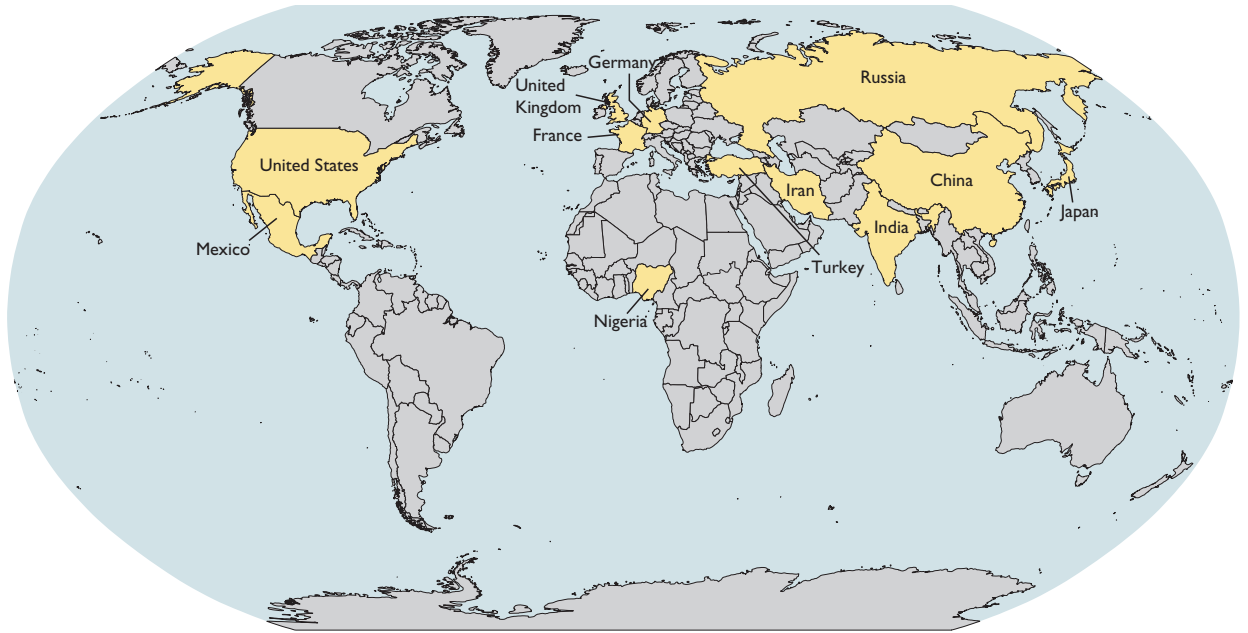 Germany
Russia
United
Kingdom
France
United States
China
Iran
Japan
India
Mexico
-Turkey
Nigeria